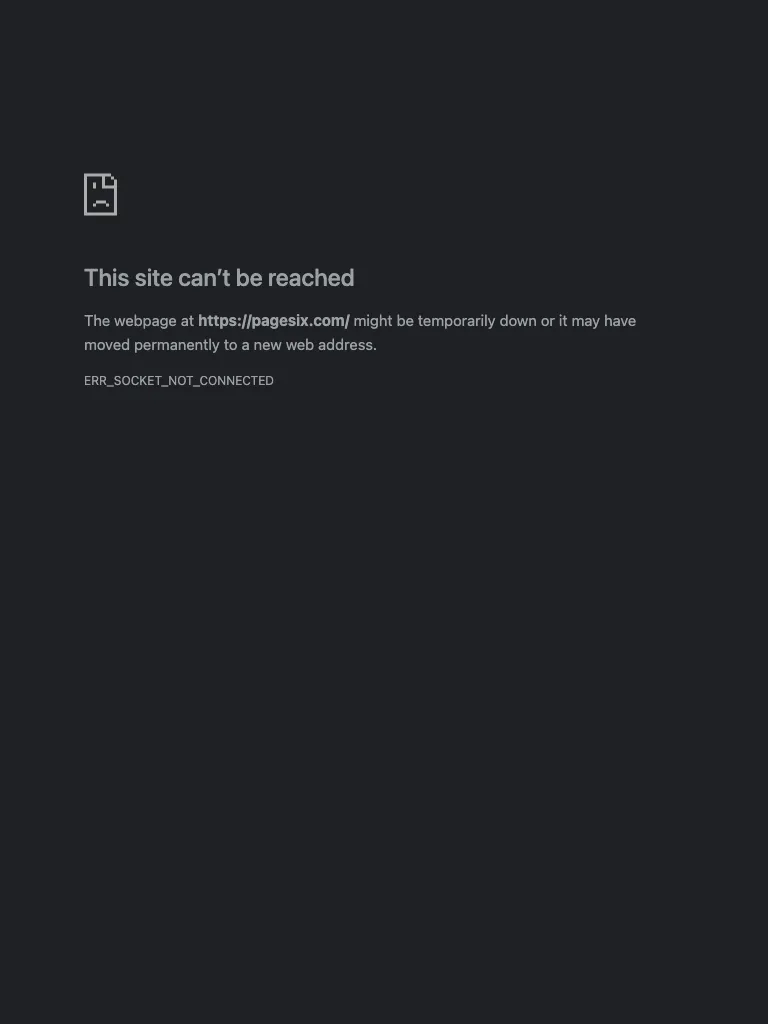 This site can’t be reached
The webpage at https://pagesix.com/ might be temporarily down or it may have
moved permanently to a new web address.
ERR_SOCKET_NOT_CONNECTED